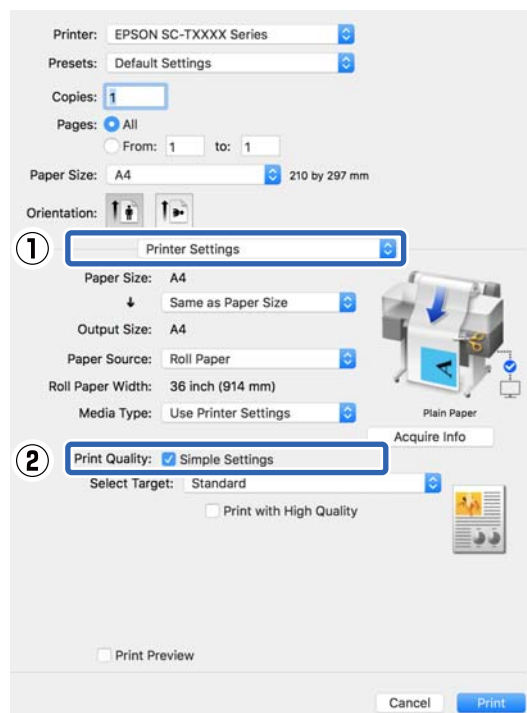 Printer: EPSON SC-TXXXX Series
Presets: Default Settings
Copies: 1
Pages: All
From: 1 to: 1
Paper Size: A4 210 by 297 mm
Orientation:
1 Printer Settings
Paper Size: A4
Same as Paper Size
Output Size: A4
Paper Source: Roll Paper
Roll Paper Width: 36 inch (914 mm)
Media Type: Use Printer Settings
Plain Paper
Acquire Info
2 Print Quality: Simple Settings
Select Target: Standard
Print with High Quality
Print Preview
Cancel Print